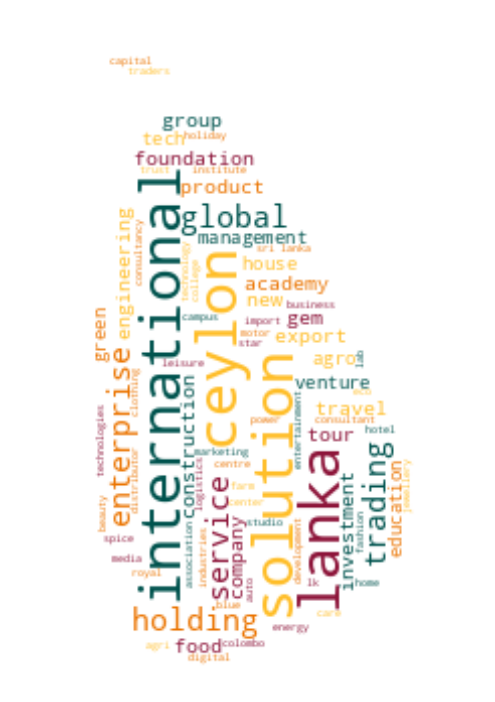 capital
traders
group
tech
holiday
foundation
trust
institute
product
international
global
management
engineering
consultancy
sri lanka
technology
college
house
ceylon
academy
new
business
campus
import
gem
green
motor
export
star
enterprise
leisure
agro
lab
clothing
construction
solution
venture
eco
entertainment
travel
technologies
power
consultant
tour
hotel
marketing
centre
lanka
trading
distributor
logistics
service
farm
center
investment
education
jewellery
beauty
company
studio
fashion
spice
association
industries
development
media
royal
auto
lk
home
blue
holding
care
energy
agri
food
colombo
digital